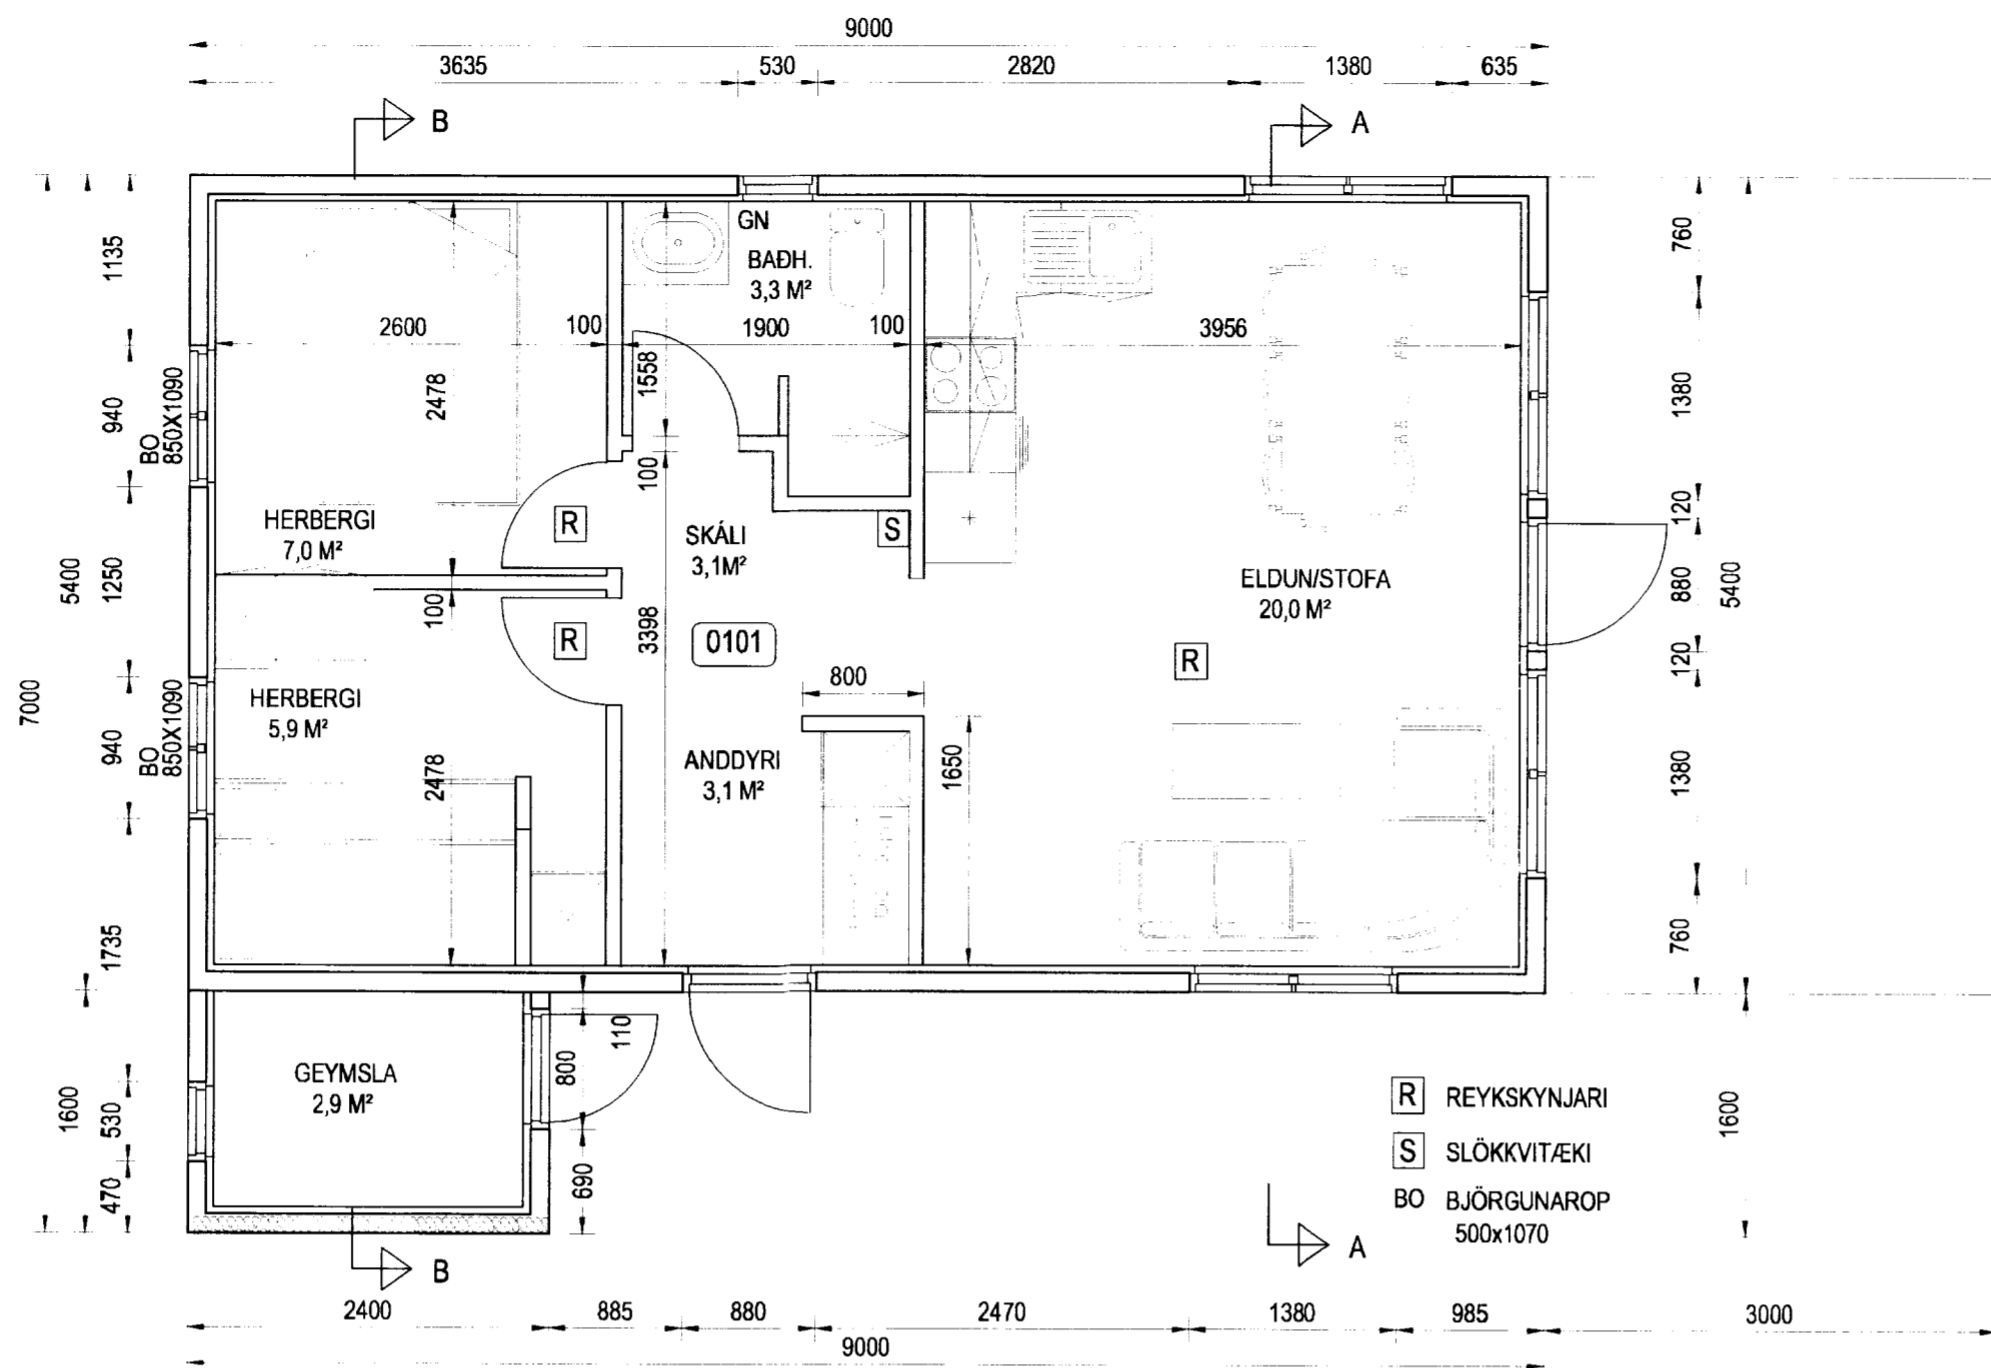 9000
3635
530
2820
1380
635
B
A
GN
BAÐH.
3,3 M²
2600
100
1900
100
3956
2478
1558
100
HERBERGI
7,0 M²
R
SKÁLI
3,1M²
S
ELDUN/STOFA
20,0 M²
100
R
3398
0101
R
800
HERBERGI
5,9 M²
2478
ANDDYRI
3,1 M²
1650
GEYMSLA
2,9 M²
110
800
690
7000
5400
1600
1135
940
1250
940
1735
530
470
BO
850X1090
BO
850X1090
760
1380
120
880
120
1380
760
5400
1600
R REYKSKYNJARI
S SLÖKKVITÆKI
BO BJÖRGUNAROP
500x1070
B
A
2400
885
880
2470
1380
985
3000
9000